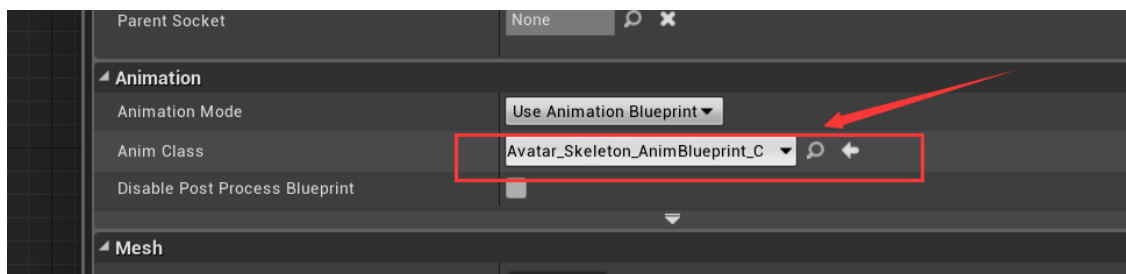 Parent Socket None
Animation
Animation Mode Use Animation Blueprint
Anim Class Avatar_Skeleton_AnimBlueprint_C
Disable Post Process Blueprint
Mesh